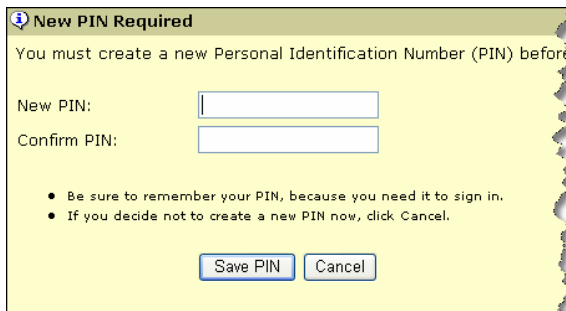 New PIN Required
You must create a new Personal Identification Number (PIN) before
New PIN:
Confirm PIN:
• Be sure to remember your PIN, because you need it to sign in.
• If you decide not to create a new PIN now, click Cancel.
Save PIN Cancel